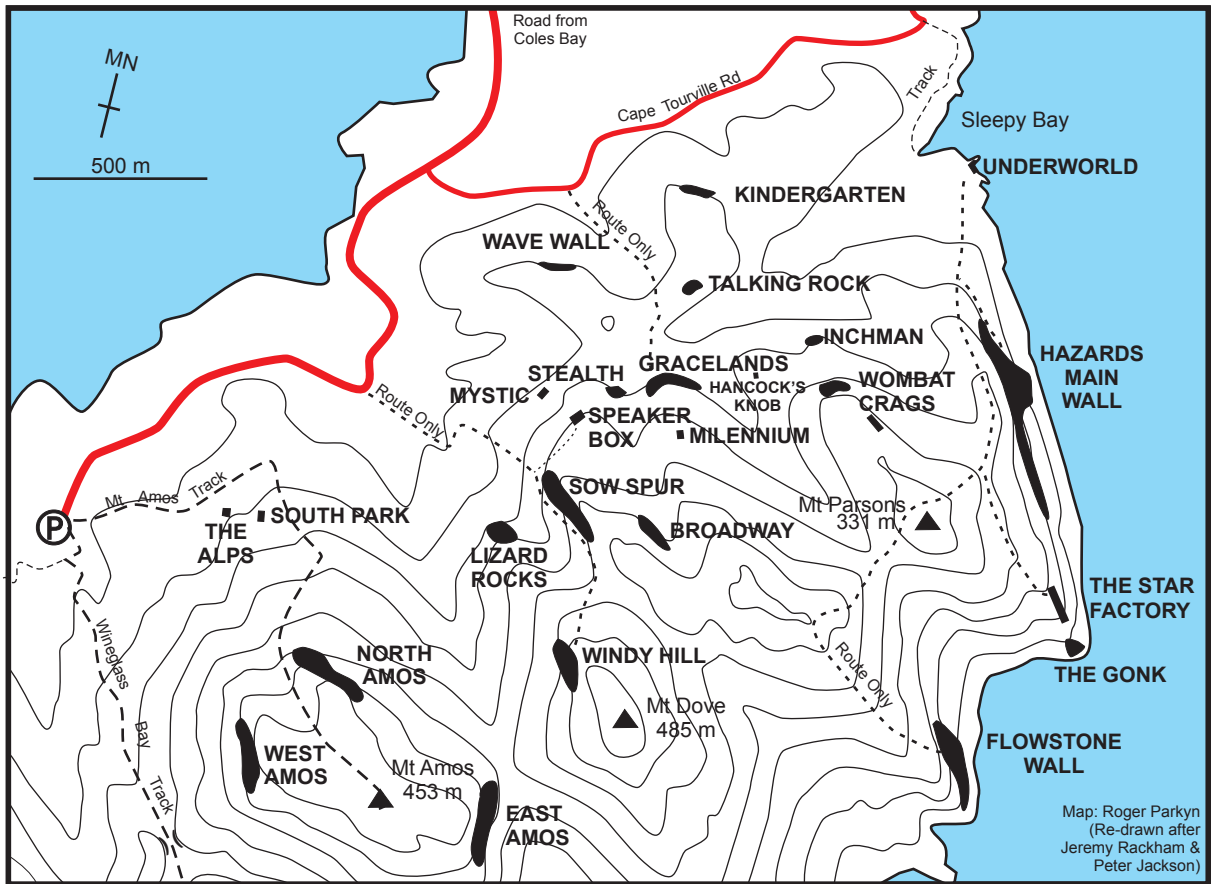 Road from
Coles Bay
MN
500 m
Cape Tourville Rd
Track
Sleepy Bay
UNDERWORLD
KINDERGARTEN
Route Only
WAVE WALL
TALKING ROCK
INCHMAN
HAZARDS
MAIN
WALL
GRACELANDS
STEALTH
MYSTIC
HANCOCK'S
KNOB
WOMBAT
CRAGS
Route Only
SPEAKER
BOX
MILENNIUM
SOW SPUR
Mt Amos Track
P
THE
ALPS
SOUTH PARK
LIZARD
ROCKS
BROADWAY
Mt Parsons
331 m
THE STAR
FACTORY
THE GONK
Wineglass Bay Track
NORTH
AMOS
WINDY HILL
Route Only
Mt Dove
485 m
FLOWSTONE
WALL
WEST
AMOS
Mt Amos
453 m
EAST
AMOS
Map: Roger Parkyn
(Re-drawn after
Jeremy Rackham &
Peter Jackson)